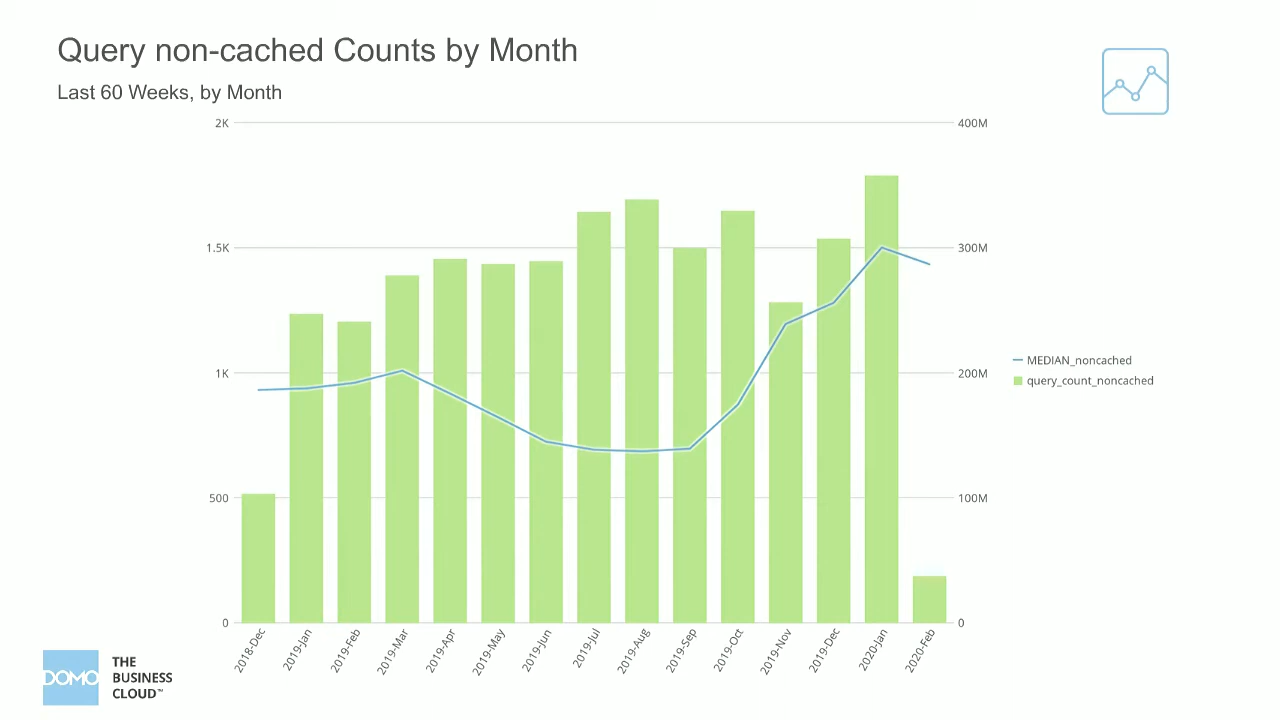 Query non-cached Counts by Month
Last 60 Weeks, by Month
2K
400M
1.5K
300M
1K
200M
500
100M
0
0
MEDIAN_noncached
query_count_noncached
2018-Dec
2019-Jan
2019-Feb
2019-Mar
2019-Apr
2019-May
2019-Jun
2019-Jul
2019-Aug
2019-Sep
2019-Oct
2019-Nov
2019-Dec
2020-Jan
2020-Feb
DOMO
THE
BUSINESS
CLOUD™